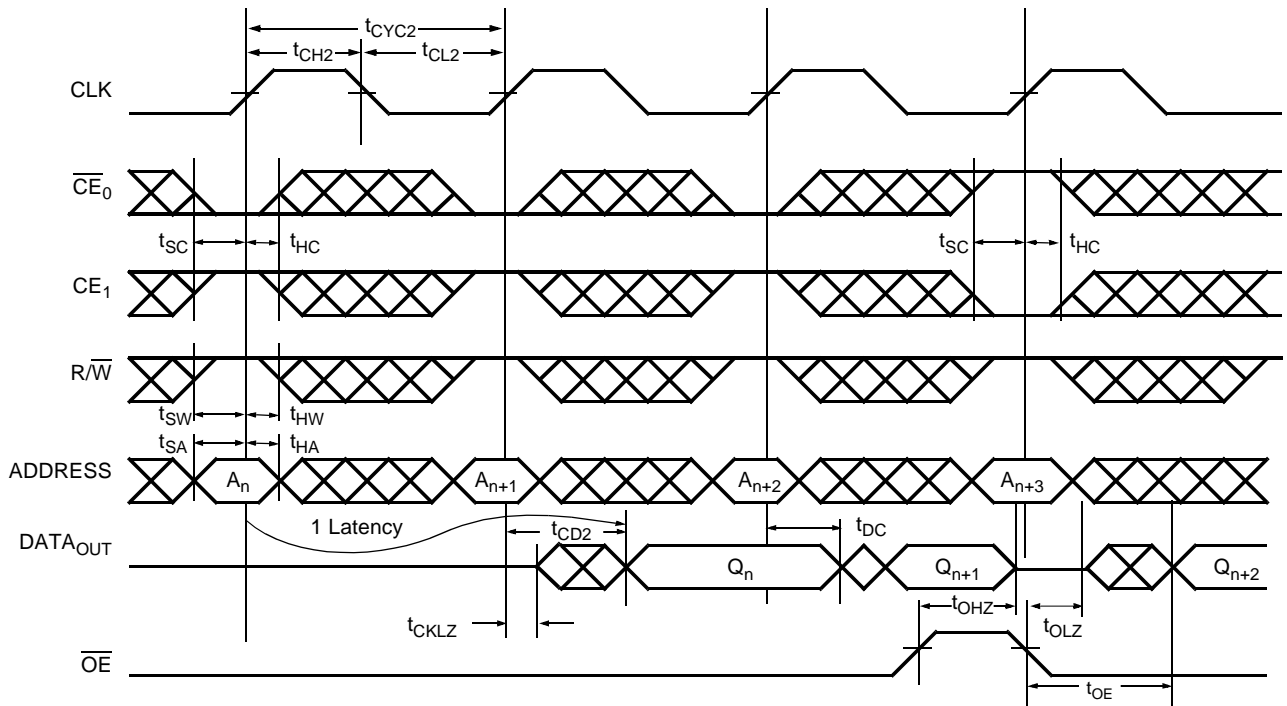 tCYC2
tCH2 tCL2
CLK
CE0
tSC tHC tSC tHC
CE1
R/W
tSW tHW
tSA tHA
ADDRESS An An+1 An+2 An+3
1 Latency tCD2 tDC
DATAOUT Qn Qn+1 Qn+2
tOHZ
tCKLZ tOLZ
OE
tOE